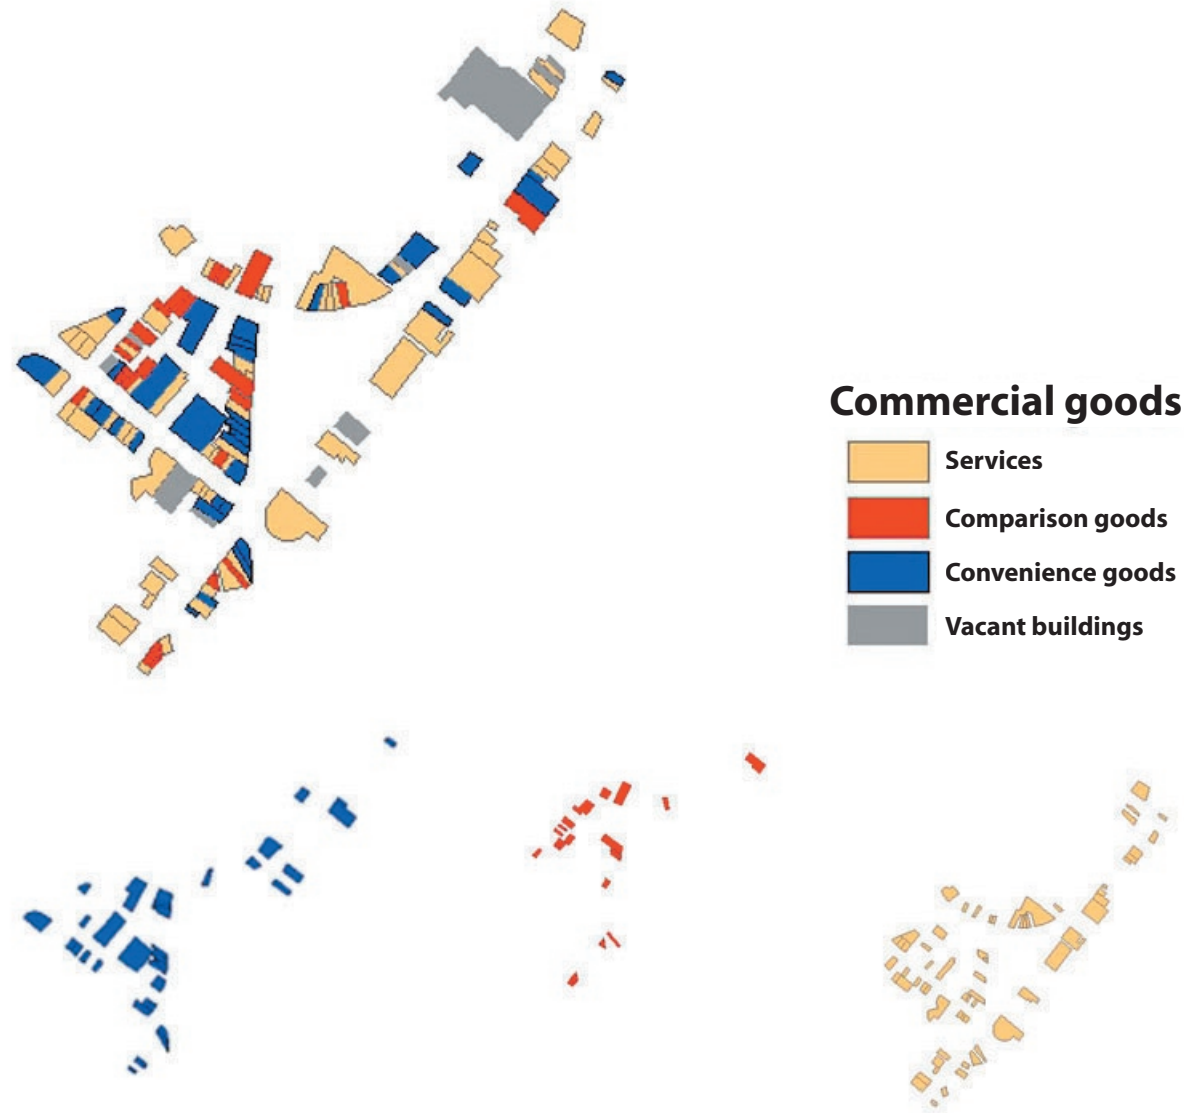 Commercial goods
Services
Comparison goods
Convenience goods
Vacant buildings